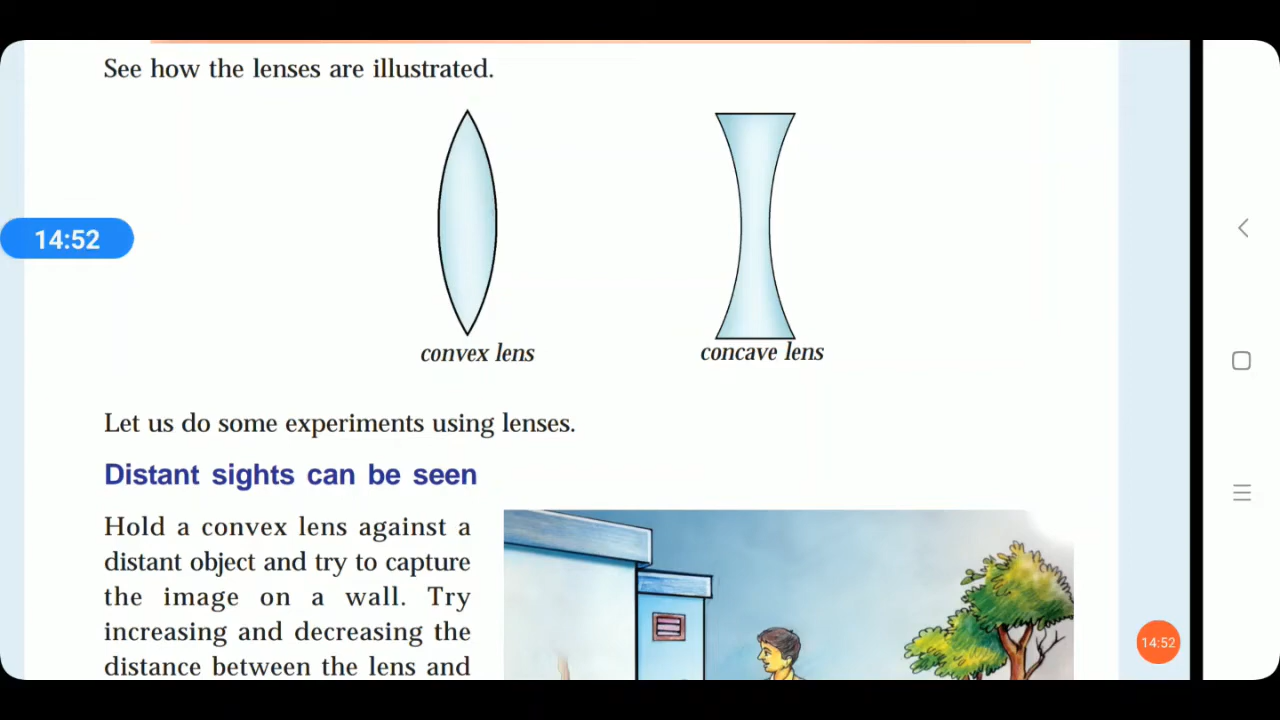 See how the lenses are illustrated.
14:52
convex lens
concave lens
Let us do some experiments using lenses.
Distant sights can be seen
Hold a convex lens against a
distant object and try to capture
the image on a wall. Try
increasing and decreasing the
distance between the lens and
14:52